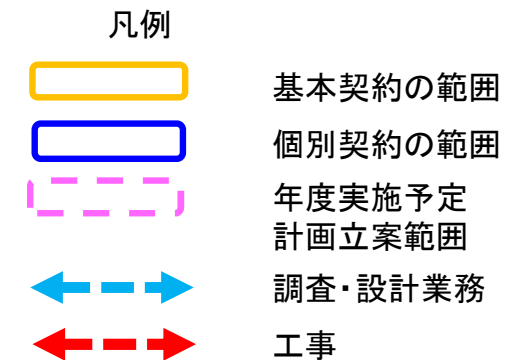 凡例
基本契約の範囲
個別契約の範囲
年度実施予定
計画立案範囲
調査・設計業務
工事